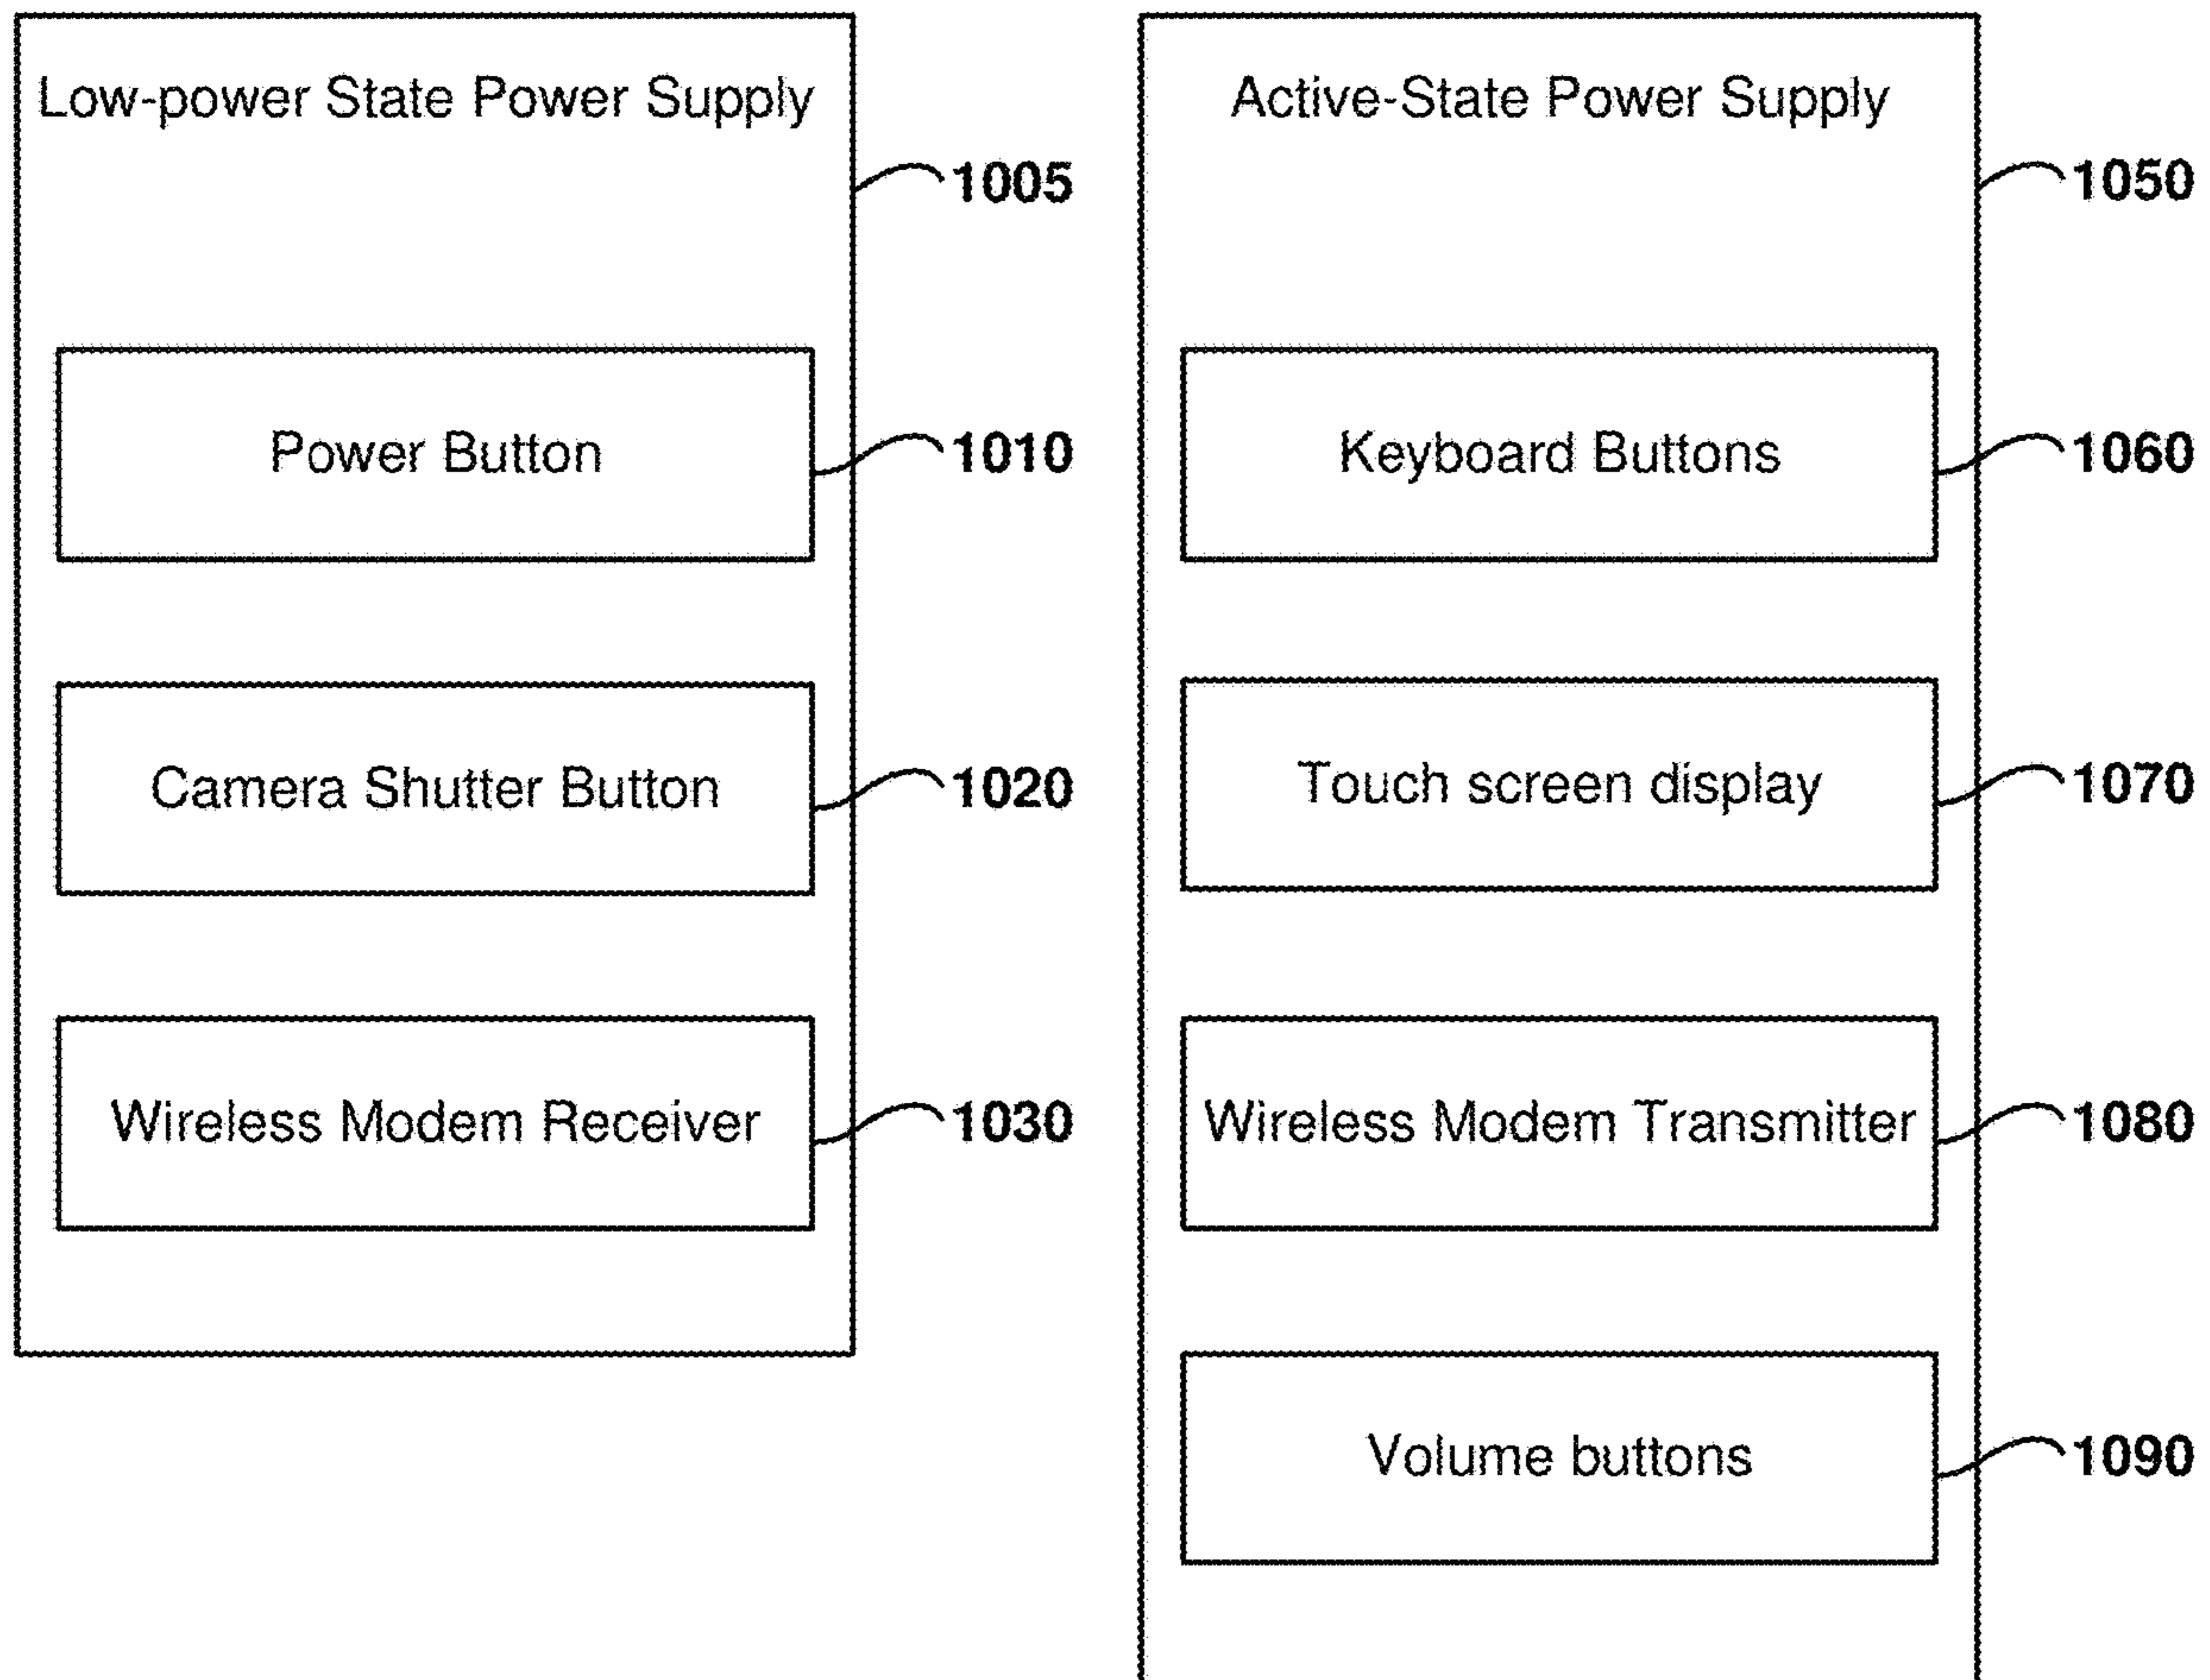 Low-power State Power Supply
1005
Power Button
1010
Camera Shutter Button
1020
Wireless Modem Receiver
1030
Active-State Power Supply
1050
Keyboard Buttons
1060
Touch screen display
1070
Wireless Modem Transmitter
1080
Volume buttons
1090